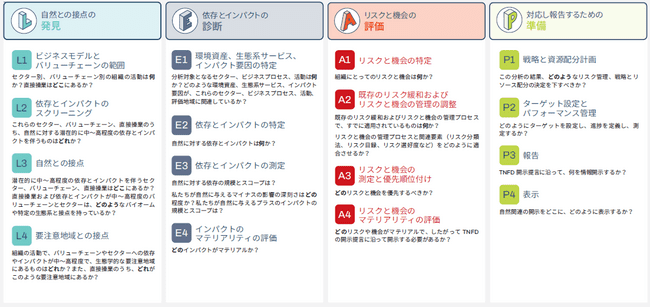 L
自然との接点の
発見
L1
ビジネスモデルと
バリューチェーンの範囲
セクター別、バリューチェーン別の組織の活動は何
か？直接操業はどこにあるか？
L2
依存とインパクトの
スクリーニング
これらのセクター、バリューチェーン、直接操業のう
ち、自然に対する潜在的に中～高程度の依存とインパク
トを伴うものはどれか？
L3
自然との接点
潜在的に中～高程度の依存とインパクトを伴うセク
ター、バリューチェーン、直接操業はどこにあるか？
直接操業および依存とインパクトが中～高程度のバ
リューチェーンとセクターは、どのようなバイオーム
や特定の生態系と接点を持っているか？
L4
要注意地域との接点
組織の活動で、バリューチェーンやセクターへの依存
やインパクトが中～高程度で、生態学的な要注意地域
にあるものはどれか？また、直接操業のうち、どれが
このような要注意地域にあるか？
E
依存とインパクトの
診断
E1
環境資産、生態系サービス、
インパクト要因の特定
分析対象となるセクター、ビジネスプロセス、活動は何
か？どのような環境資産、生態系サービス、インパクト
要因が、これらのセクター、ビジネスプロセス、活動、
評価地域に関連しているか？
E2
依存とインパクトの特定
自然に対する依存とインパクトは何か？
E3
依存とインパクトの測定
自然に対する依存の規模とスコープは？
私たちが自然に与えるマイナスの影響の深刻さはどの
程度か？私たちが自然に与えるプラスのインパクトの
規模とスコープは？
E4
インパクトの
マテリアリティの評価
どのインパクトがマテリアルか？
A
リスクと機会の
評価
A1
リスクと機会の特定
組織にとってのリスクと機会は何か？
A2
既存のリスク緩和および
リスクと機会の管理の調整
既存のリスク緩和およびリスクと機会の管理プロセス
で、すでに適用されているものは何か？
リスクと機会の管理プロセスと関連要素（リスク分類
法、リスク目録、リスク選好度など）をどのように適
合させるか？
A3
リスクと機会の
測定と優先順位付け
どのリスクと機会を優先するべきか？
A4
リスクと機会の
マテリアリティの評価
どのリスクや機会がマテリアルで、したがって TNFD
の開示提言に沿って開示する必要があるか？
P
対応し報告するための
準備
P1
戦略と資源配分計画
この分析の結果、どのようなリスク管理、戦略とリ
ソース配分の決定を下すべきか？
P2
ターゲット設定と
パフォーマンス管理
どのようにターゲットを設定し、進捗を定義し、測
定するか？
P3
報告
TNFD 開示提言に沿って、何を情報開示するか？
P4
表示
自然関連の開示をどこに、どのように表示するか？